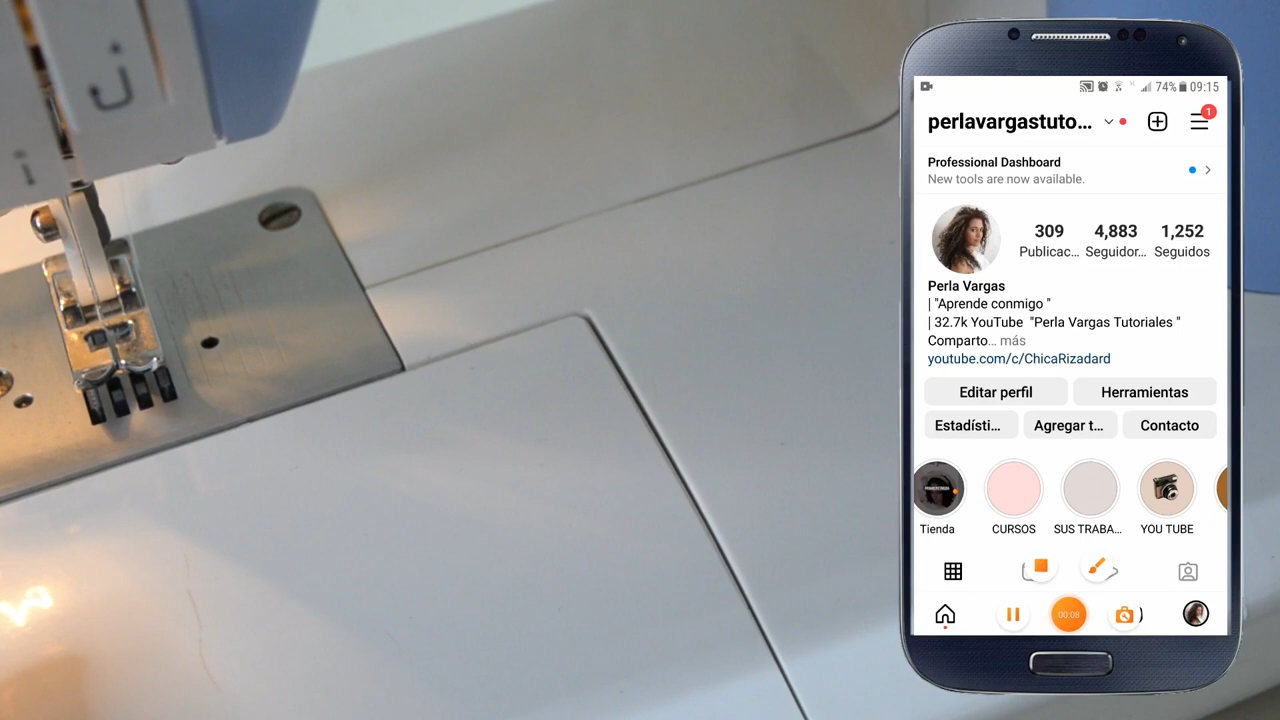 74% 09:15
perlavargastuto...
1
Professional Dashboard
New tools are now available.
309 4,883 1,252
Publicac... Seguidor... Seguidos
Perla Vargas
| "Aprende conmigo "
| 32.7k YouTube "Perla Vargas Tutoriales "
Comparto... más
youtube.com/c/ChicaRizadard
Editar perfil Herramientas
Estadísti... Agregar t... Contacto
Tienda CURSOS SUS TRABA... YOU TUBE
00:08